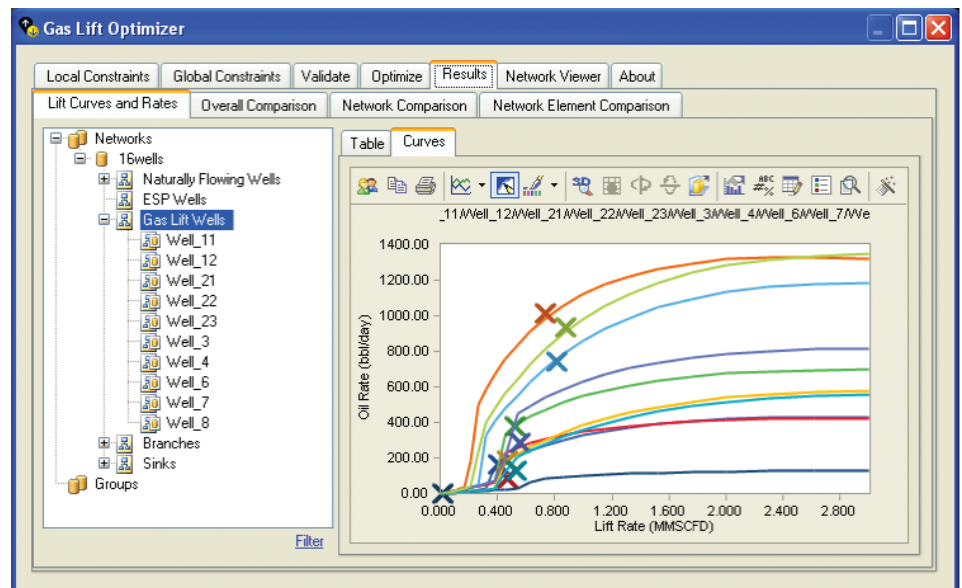 Gas Lift Optimizer
Local Constraints Global Constraints Validate Optimize Results Network Viewer About
Lift Curves and Rates Overall Comparison Network Comparison Network Element Comparison
Networks
16wells
Naturally Flowing Wells
ESP Wells
Gas Lift Wells
Well_11
Well_12
Well_21
Well_22
Well_23
Well_3
Well_4
Well_6
Well_7
Well_8
Branches
Sinks
Groups
Filter
Table Curves
3D ABC #%
_11/Well_12/Well_21/Well_22/Well_23/Well_3/Well_4/Well_6/Well_7/We
Oil Rate (bbl/day)
1400.00
1200.00
1000.00
800.00
600.00
400.00
200.00
0.00
0.000 0.400 0.800 1.200 1.600 2.000 2.400 2.800
Lift Rate (MMSCFD)